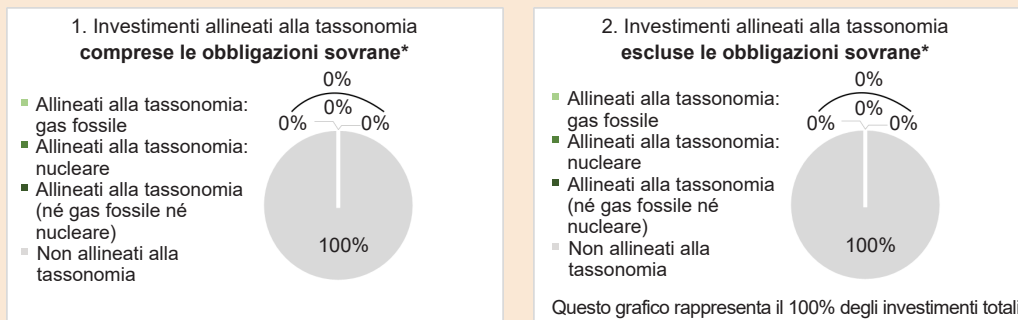 1. Investimenti allineati alla tassonomia
comprese le obbligazioni sovrane*
0%
0%
0%
0%
Allineati alla tassonomia:
gas fossile
Allineati alla tassonomia:
nucleare
Allineati alla tassonomia
(né gas fossile né
nucleare)
Non allineati alla
tassonomia
100%
2. Investimenti allineati alla tassonomia
escluse le obbligazioni sovrane*
0%
0%
0%
0%
Allineati alla tassonomia:
gas fossile
Allineati alla tassonomia:
nucleare
Allineati alla tassonomia
(né gas fossile né
nucleare)
Non allineati alla
tassonomia
100%
Questo grafico rappresenta il 100% degli investimenti totali